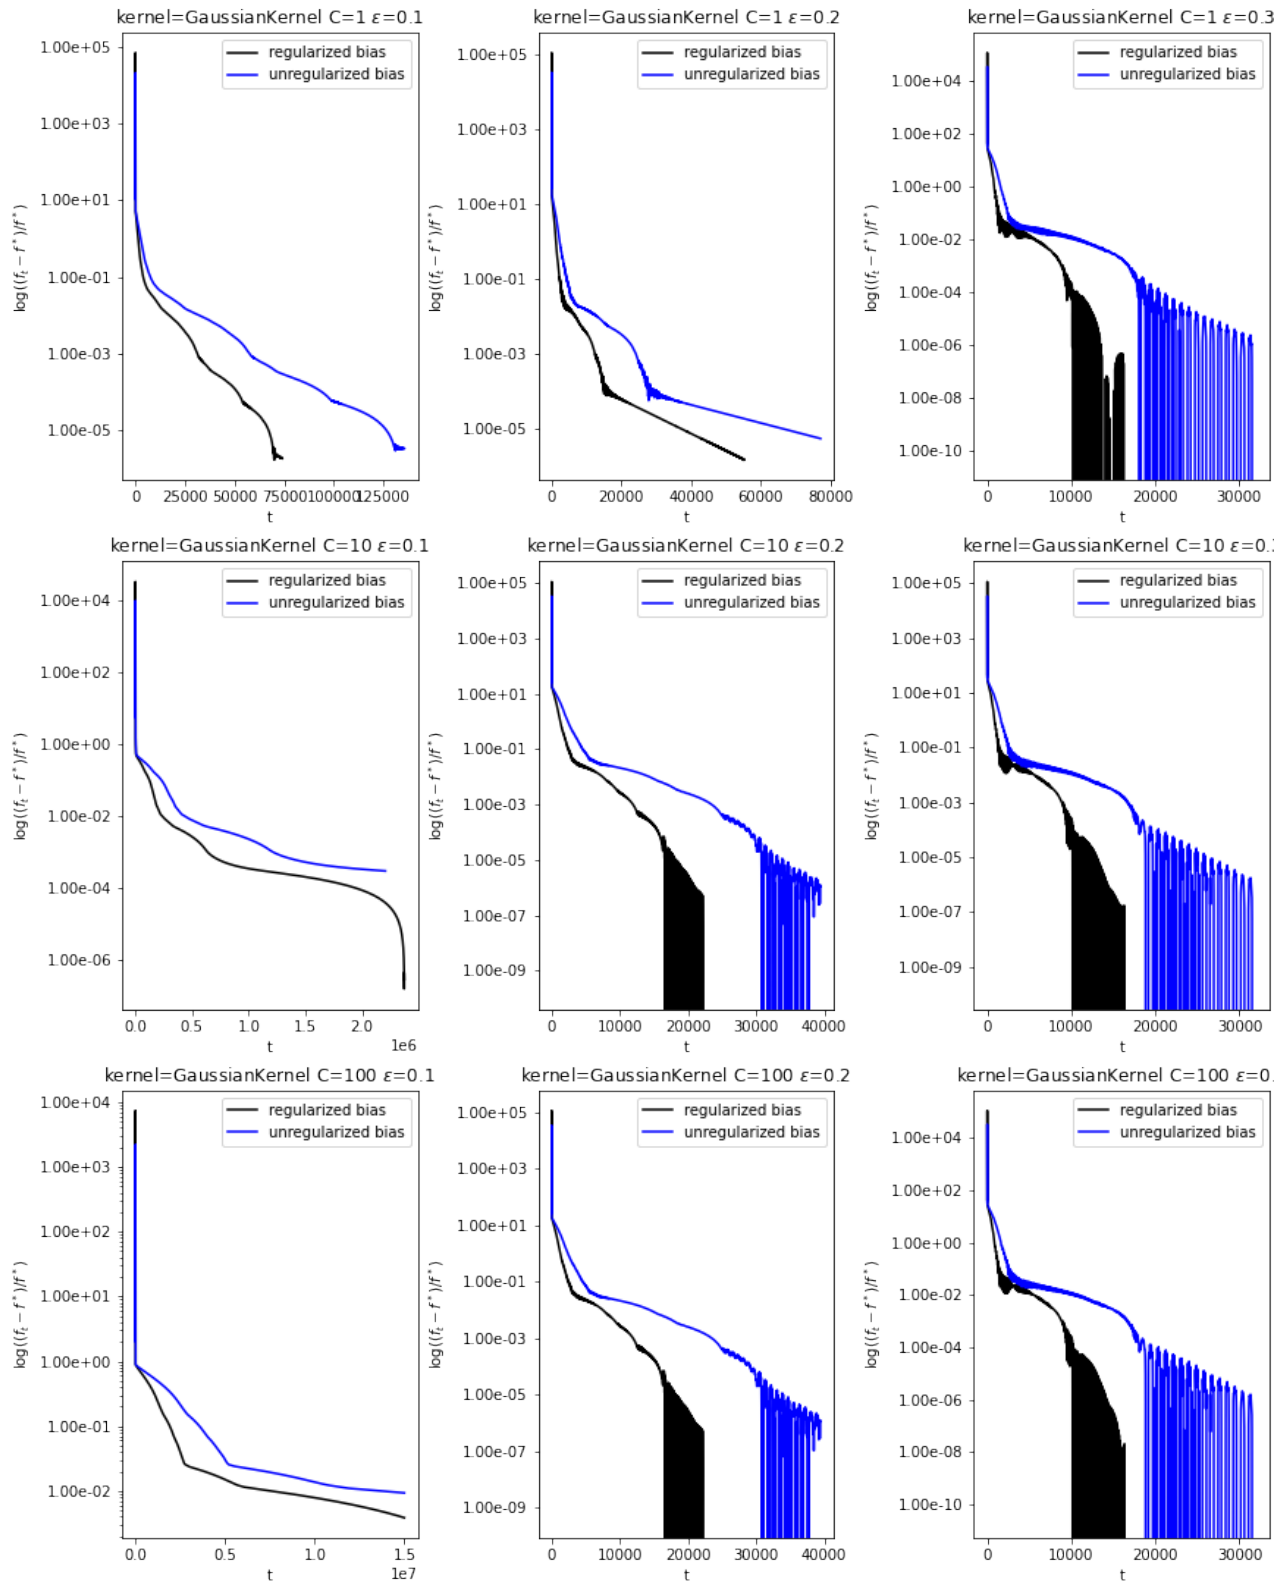 kernel=GaussianKernel C=1 ε=0.1
regularized bias
unregularized bias
1.00e+05
1.00e+03
1.00e+01
1.00e-01
1.00e-03
1.00e-05
log((f_t − f*)/f*)
0 25000 50000 75000 100000 125000
t
kernel=GaussianKernel C=1 ε=0.2
regularized bias
unregularized bias
1.00e+05
1.00e+03
1.00e+01
1.00e-01
1.00e-03
1.00e-05
log((f_t − f*)/f*)
0 20000 40000 60000 80000
t
kernel=GaussianKernel C=1 ε=0.3
regularized bias
unregularized bias
1.00e+04
1.00e+02
1.00e+00
1.00e-02
1.00e-04
1.00e-06
1.00e-08
1.00e-10
log((f_t − f*)/f*)
0 10000 20000 30000
t
kernel=GaussianKernel C=10 ε=0.1
regularized bias
unregularized bias
1.00e+04
1.00e+02
1.00e+00
1.00e-02
1.00e-04
1.00e-06
log((f_t − f*)/f*)
0.0 0.5 1.0 1.5 2.0
t
1e6
kernel=GaussianKernel C=10 ε=0.2
regularized bias
unregularized bias
1.00e+05
1.00e+03
1.00e+01
1.00e-01
1.00e-03
1.00e-05
1.00e-07
1.00e-09
log((f_t − f*)/f*)
0 10000 20000 30000 40000
t
kernel=GaussianKernel C=10 ε=0.
regularized bias
unregularized bias
1.00e+05
1.00e+03
1.00e+01
1.00e-01
1.00e-03
1.00e-05
1.00e-07
1.00e-09
log((f_t − f*)/f*)
0 10000 20000 30000
t
kernel=GaussianKernel C=100 ε=0.1
regularized bias
unregularized bias
1.00e+04
1.00e+03
1.00e+02
1.00e+01
1.00e+00
1.00e-01
1.00e-02
log((f_t − f*)/f*)
0.0 0.5 1.0 1.5
t
1e7
kernel=GaussianKernel C=100 ε=0.2
regularized bias
unregularized bias
1.00e+05
1.00e+03
1.00e+01
1.00e-01
1.00e-03
1.00e-05
1.00e-07
1.00e-09
log((f_t − f*)/f*)
0 10000 20000 30000 40000
t
kernel=GaussianKernel C=100 ε=0.
regularized bias
unregularized bias
1.00e+04
1.00e+02
1.00e+00
1.00e-02
1.00e-04
1.00e-06
1.00e-08
1.00e-10
log((f_t − f*)/f*)
0 10000 20000 30000
t